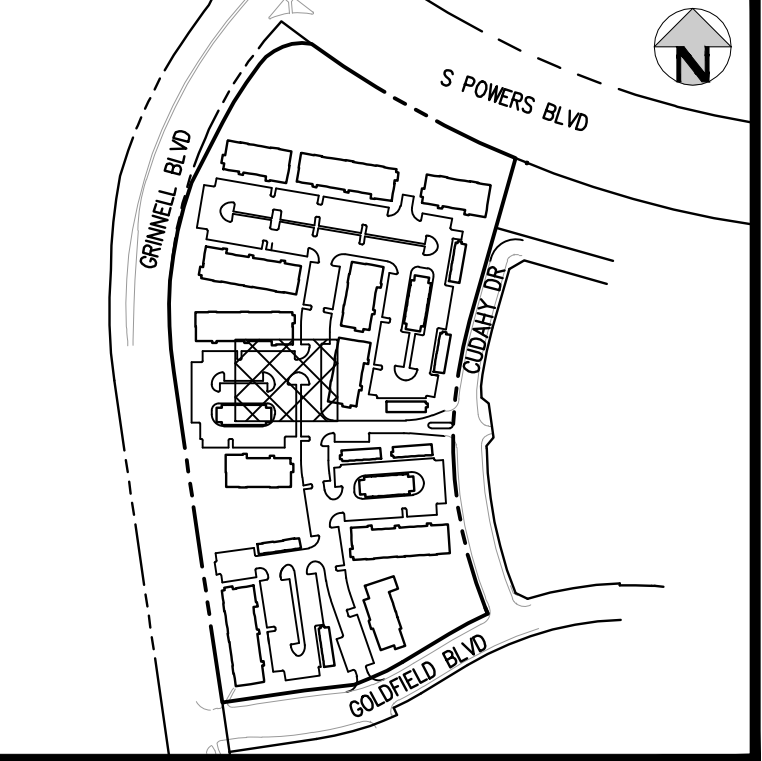 N
S POWERS BLVD
GRINNELL BLVD
CUDAHY DR
GOLDFIELD BLVD